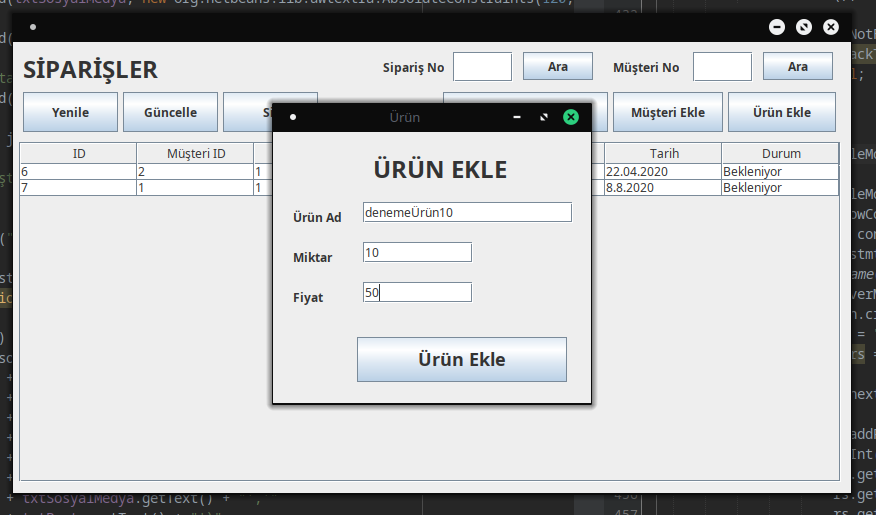 SİPARİŞLER
Sipariş No
Ara
Müşteri No
Ara
Yenile
Güncelle
Müşteri Ekle
Ürün Ekle
ID
Müşteri ID
Tarih
Durum
6
2
1
22.04.2020
Bekleniyor
7
1
1
8.8.2020
Bekleniyor
Ürün
ÜRÜN EKLE
Ürün Ad
denemeÜrün10
Miktar
10
Fiyat
50
Ürün Ekle
+ txtSosyalMedya.getText() +